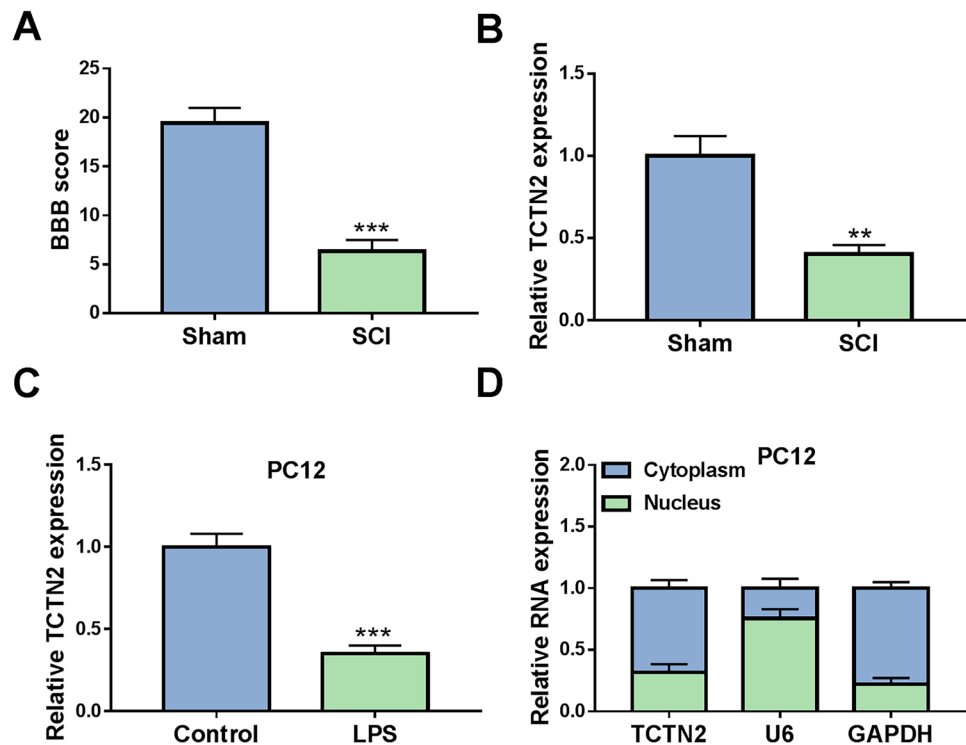 A
BBB score
25
20
15
10
5
0
***
Sham
SCI
B
Relative TCTN2 expression
1.5
1.0
0.5
0.0
**
Sham
SCI
C
Relative TCTN2 expression
PC12
1.5
1.0
0.5
0.0
***
Control
LPS
D
Relative RNA expression
PC12
2.0
1.5
1.0
0.5
0.0
Cytoplasm
Nucleus
TCTN2
U6
GAPDH